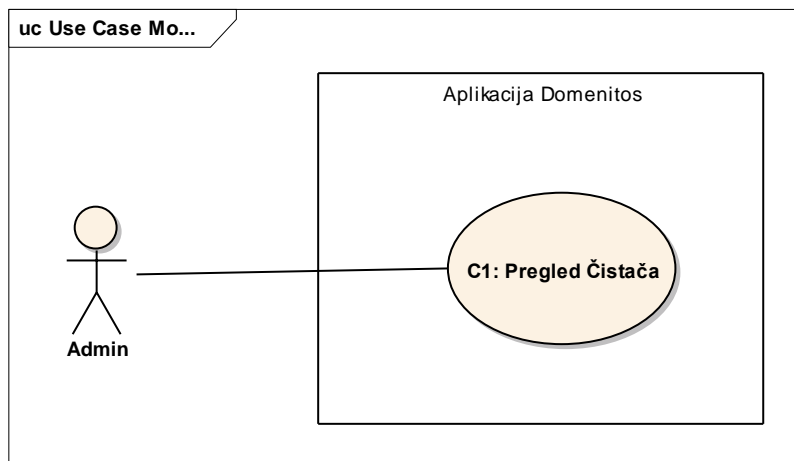 uc Use Case Mo...
Aplikacija Domenitos
C1: Pregled Čistača
Admin